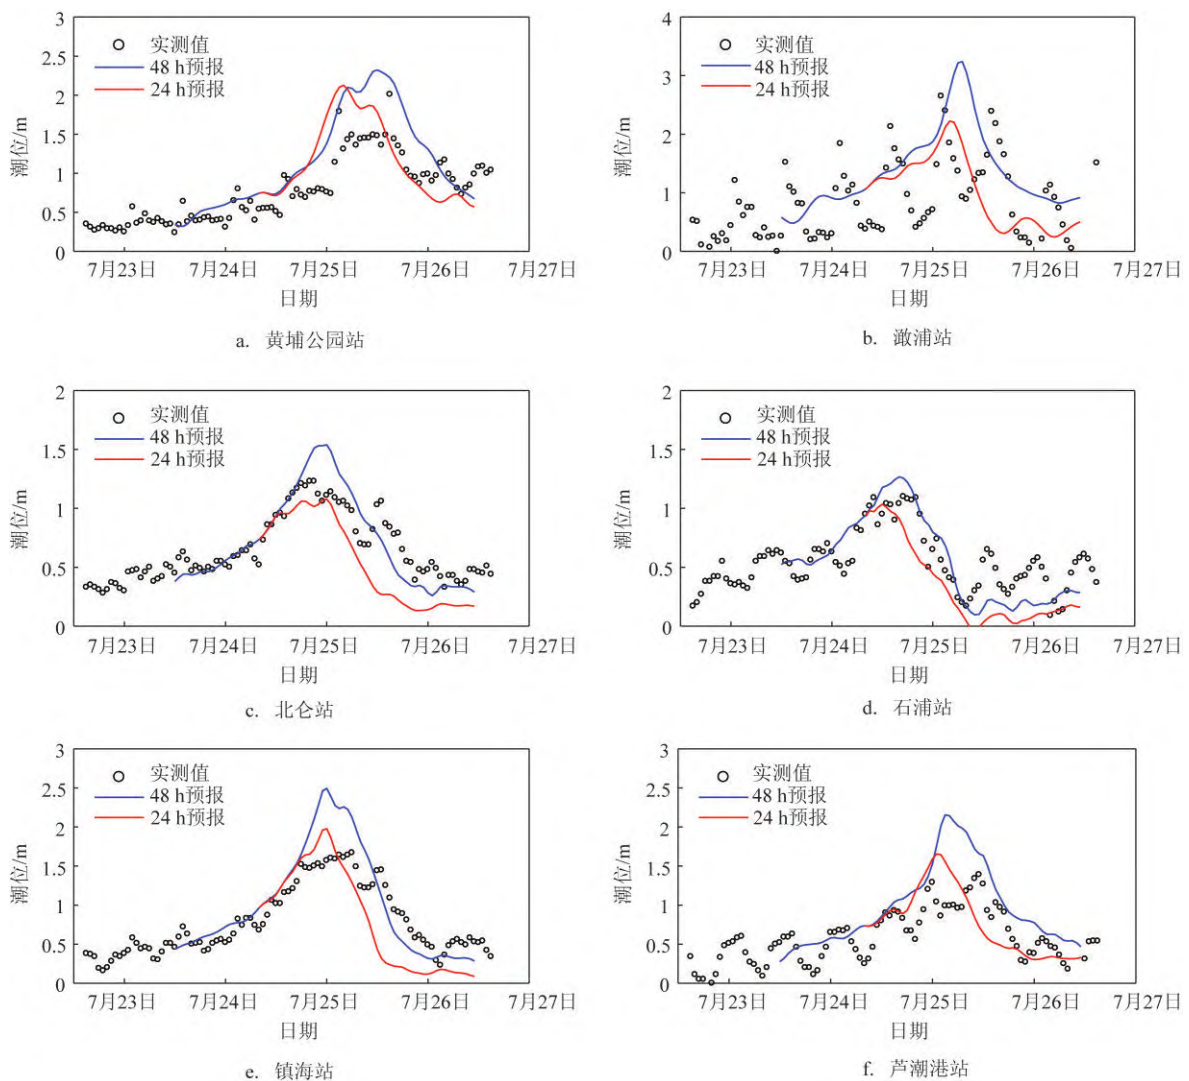 3
2.5
2
1.5
1
0.5
0
潮位/m
实测值
48 h预报
24 h预报
7月23日 7月24日 7月25日 7月26日 7月27日
日期
a. 黄埔公园站
4
3
2
1
0
潮位/m
实测值
48 h预报
24 h预报
7月23日 7月24日 7月25日 7月26日 7月27日
日期
b. 澉浦站
2
1.5
1
0.5
0
潮位/m
实测值
48 h预报
24 h预报
7月23日 7月24日 7月25日 7月26日 7月27日
日期
c. 北仑站
2
1.5
1
0.5
0
潮位/m
实测值
48 h预报
24 h预报
7月23日 7月24日 7月25日 7月26日 7月27日
日期
d. 石浦站
3
2.5
2
1.5
1
0.5
0
潮位/m
实测值
48 h预报
24 h预报
7月23日 7月24日 7月25日 7月26日 7月27日
日期
e. 镇海站
3
2.5
2
1.5
1
0.5
0
潮位/m
实测值
48 h预报
24 h预报
7月23日 7月24日 7月25日 7月26日 7月27日
日期
f. 芦潮港站